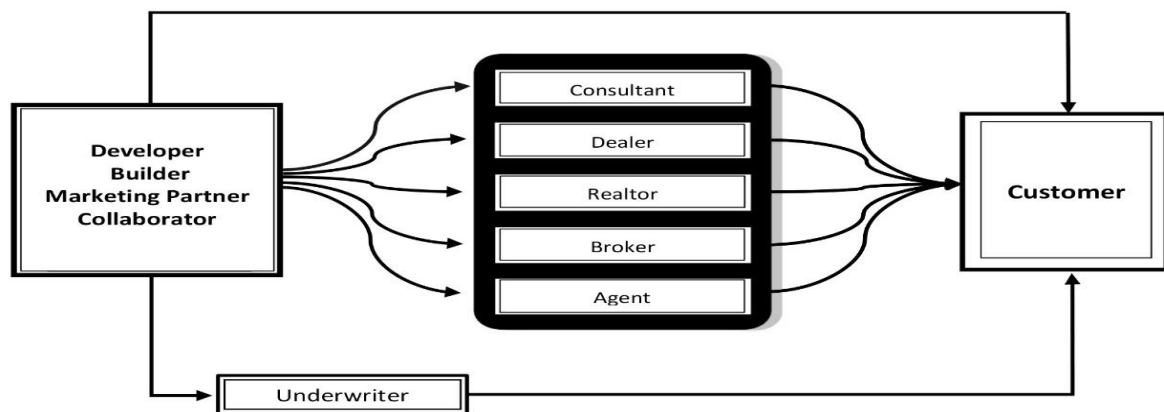 Developer
Builder
Marketing Partner
Collaborator
Consultant
Dealer
Realtor
Broker
Agent
Customer
Underwriter